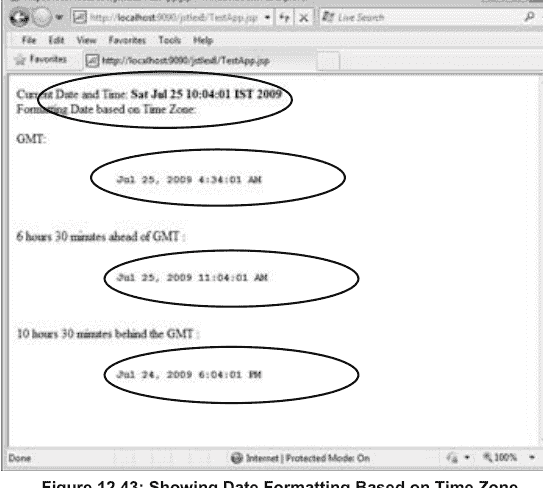 http://localhost:9090/jstledl/TestApp.jsp
Live Search
File Edit View Favorites Tools Help
Favorites http://localhost:9090/jstledl/TestApp.jsp
Current Date and Time: Sat Jul 25 10:04:01 IST 2009
Formatting Date based on Time Zone:
GMT:
Jul 25, 2009 4:34:01 AM
6 hours 30 minutes ahead of GMT :
Jul 25, 2009 11:04:01 AM
10 hours 30 minutes behind the GMT :
Jul 24, 2009 6:04:01 PM
Done Internet | Protected Mode: On 100%
Figure 12.43: Showing Date Formatting Based on Time Zone